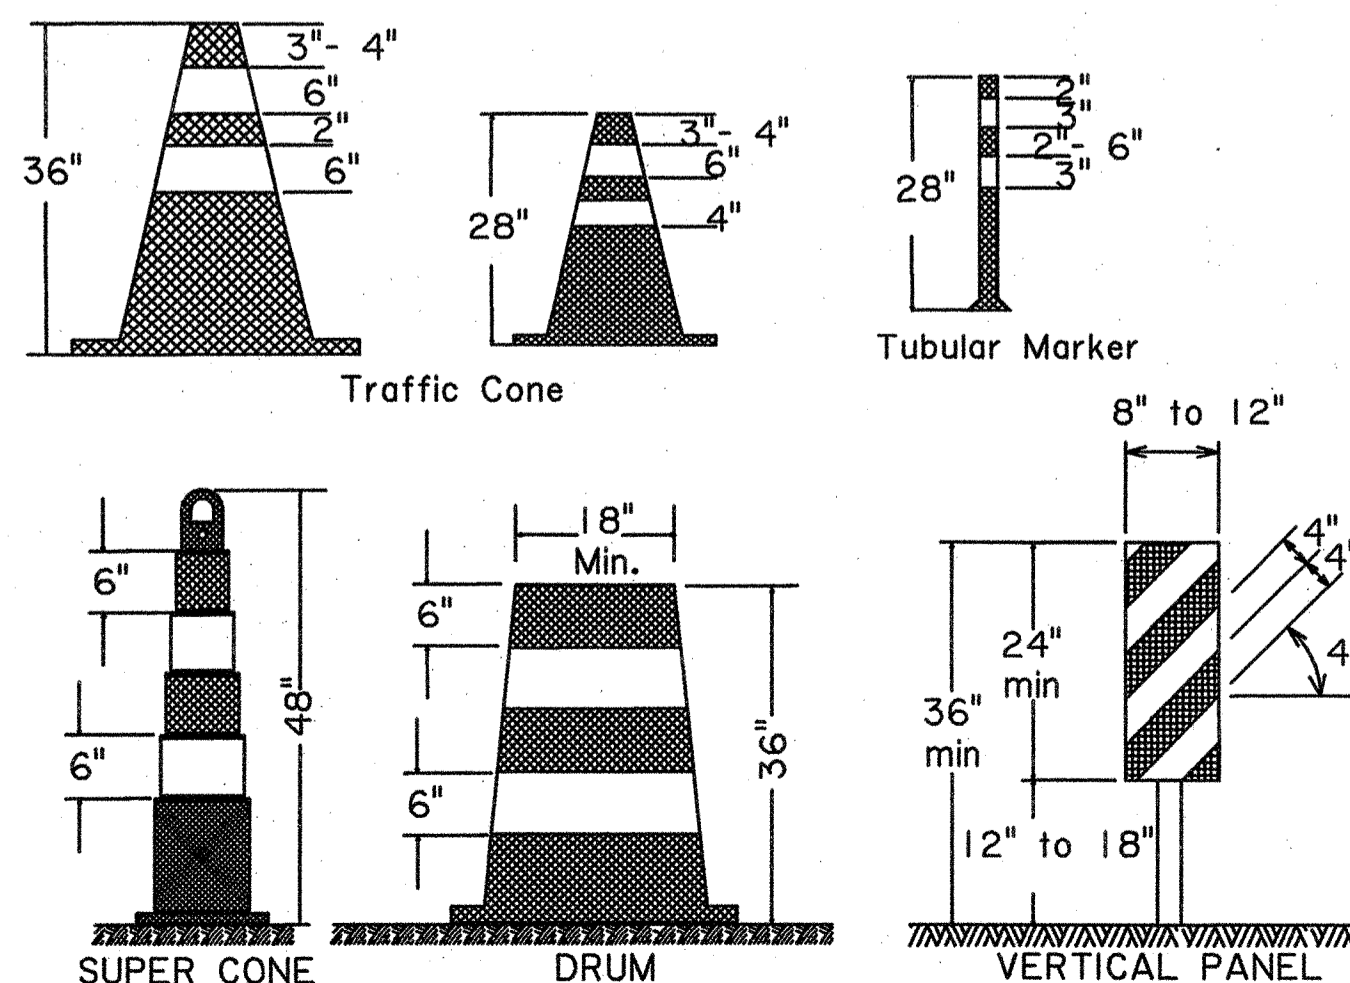 36"
3"- 4"
6"
2"
6"
28"
3"- 4"
6"
4"
Traffic Cone
28"
2"
3"
2"- 6"
3"
Tubular Marker
6"
6"
48"
SUPER CONE
18"
Min.
6"
6"
36"
DRUM
8" to 12"
4"
4"
4
24"
min
36"
min
12" to 18"
VERTICAL PANEL